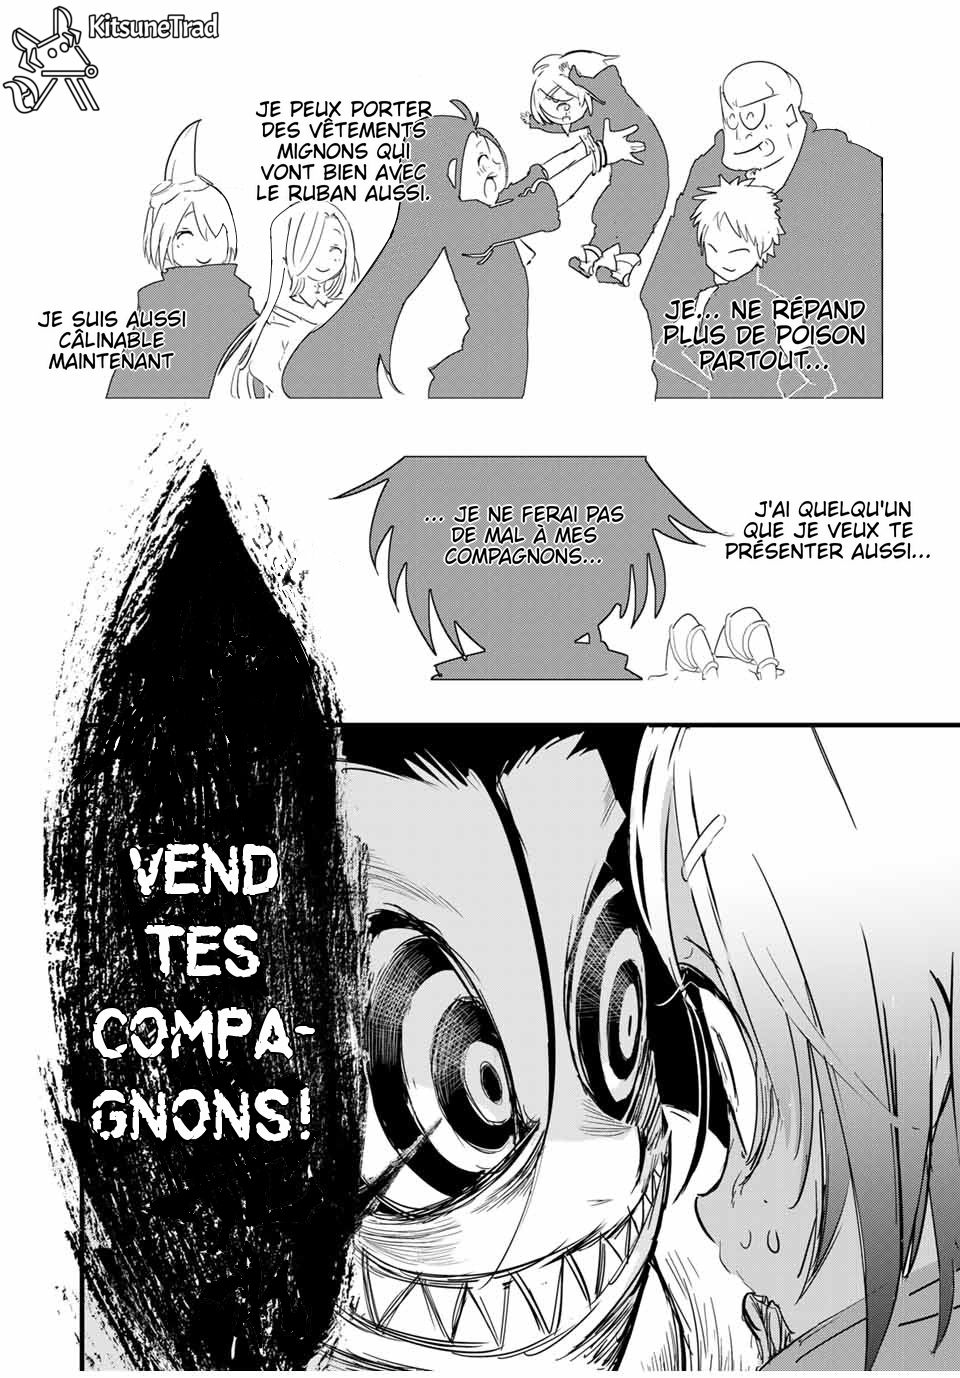 KitsuneTrad
JE PEUX PORTER
DES VÊTEMENTS
MIGNONS QUI
VONT BIEN AVEC
LE RUBAN AUSSI.
JE SUIS AUSSI
CÂLINABLE
MAINTENANT
JE... NE RÉPAND
PLUS DE POISON
PARTOUT...
... JE NE FERAI PAS
DE MAL À MES
COMPAGNONS...
J'AI QUELQU'UN
QUE JE VEUX TE
PRÉSENTER AUSSI...
VEND
TES
COMPA-
GNONS!